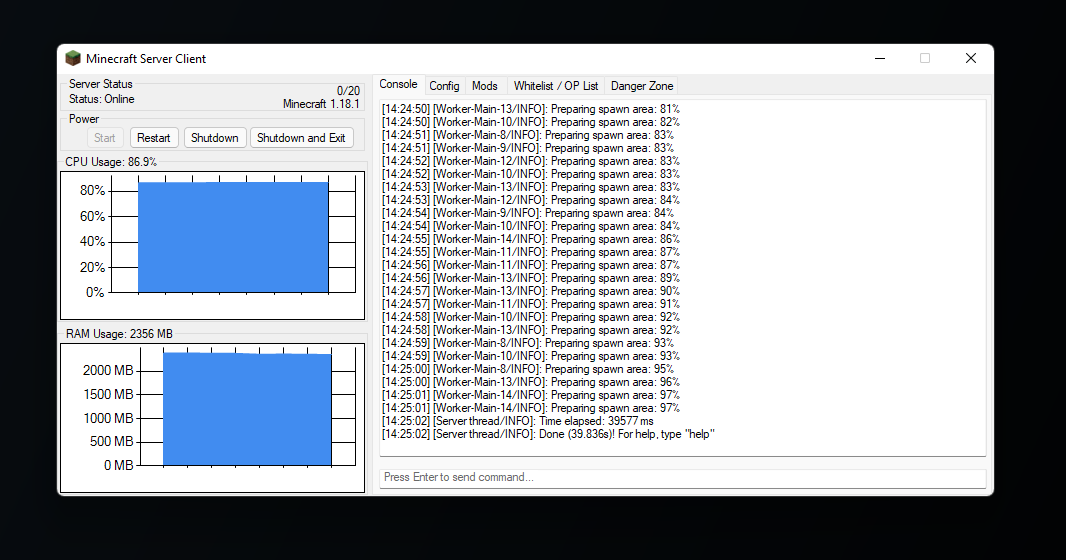 Minecraft Server Client
Server Status
Status: Online
0/20
Minecraft 1.18.1
Power
Start Restart Shutdown Shutdown and Exit
CPU Usage: 86.9%
80%
60%
40%
20%
0%
RAM Usage: 2356 MB
2000 MB
1500 MB
1000 MB
500 MB
0 MB
Console Config Mods Whitelist / OP List Danger Zone
[14:24:50] [Worker-Main-13/INFO]: Preparing spawn area: 81%
[14:24:50] [Worker-Main-10/INFO]: Preparing spawn area: 82%
[14:24:51] [Worker-Main-8/INFO]: Preparing spawn area: 83%
[14:24:51] [Worker-Main-9/INFO]: Preparing spawn area: 83%
[14:24:52] [Worker-Main-12/INFO]: Preparing spawn area: 83%
[14:24:52] [Worker-Main-10/INFO]: Preparing spawn area: 83%
[14:24:53] [Worker-Main-13/INFO]: Preparing spawn area: 83%
[14:24:53] [Worker-Main-12/INFO]: Preparing spawn area: 84%
[14:24:54] [Worker-Main-9/INFO]: Preparing spawn area: 84%
[14:24:54] [Worker-Main-10/INFO]: Preparing spawn area: 84%
[14:24:55] [Worker-Main-14/INFO]: Preparing spawn area: 86%
[14:24:55] [Worker-Main-11/INFO]: Preparing spawn area: 87%
[14:24:56] [Worker-Main-11/INFO]: Preparing spawn area: 87%
[14:24:56] [Worker-Main-13/INFO]: Preparing spawn area: 89%
[14:24:57] [Worker-Main-13/INFO]: Preparing spawn area: 90%
[14:24:57] [Worker-Main-11/INFO]: Preparing spawn area: 91%
[14:24:58] [Worker-Main-10/INFO]: Preparing spawn area: 92%
[14:24:58] [Worker-Main-13/INFO]: Preparing spawn area: 92%
[14:24:59] [Worker-Main-8/INFO]: Preparing spawn area: 93%
[14:24:59] [Worker-Main-10/INFO]: Preparing spawn area: 93%
[14:25:00] [Worker-Main-8/INFO]: Preparing spawn area: 95%
[14:25:00] [Worker-Main-13/INFO]: Preparing spawn area: 96%
[14:25:01] [Worker-Main-14/INFO]: Preparing spawn area: 97%
[14:25:01] [Worker-Main-14/INFO]: Preparing spawn area: 97%
[14:25:02] [Server thread/INFO]: Time elapsed: 39577 ms
[14:25:02] [Server thread/INFO]: Done (39.836s)! For help, type "help"
Press Enter to send command...